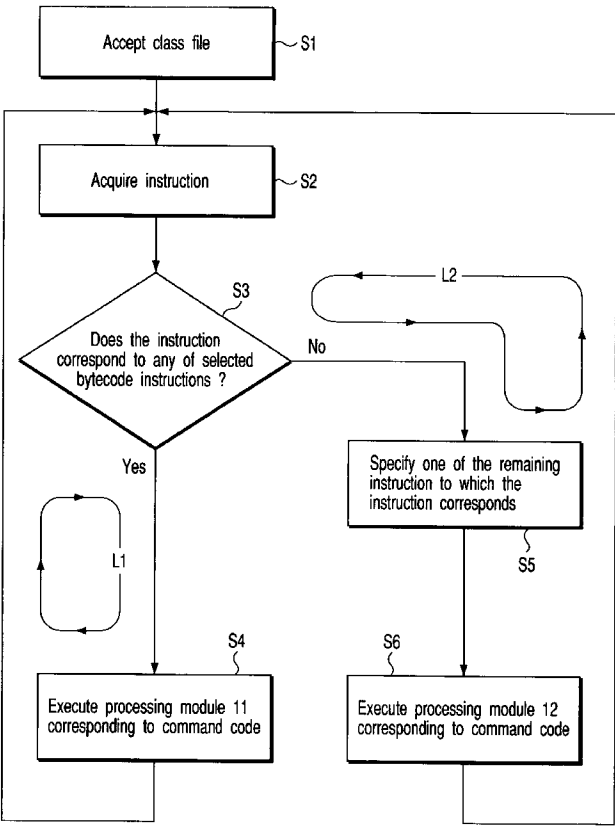 Accept class file
S1
Acquire instruction
S2
S3
Does the instruction
correspond to any of selected
bytecode instructions ?
No
Yes
L2
L1
Specify one of the remaining
instruction to which the
instruction corresponds
S5
S4
Execute processing module 11
corresponding to command code
S6
Execute processing module 12
corresponding to command code